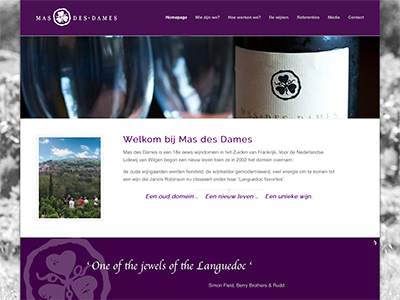 MAS DES-DAMES
Homepage Wie zijn we? Hoe werken we? De wijnen Referenties Media Contact
MAS-DES-DAMES
Welkom bij Mas des Dames
Mas des Dames is een 18e eews wijndomein in het Zuiden van Frankrijk. Voor de Nederlandse
Lidewij van Wilgen begon een nieuw leven toen ze in 2002 het domein overnam.
de oude wijngaarden werden hersteld, de wijnkelder gemoderniseerd, veel energie om te komen tot
een wijn die Jancis Robinson nu classeert onder haar 'Languedoc favorites'.
Een oud domein .. Een nieuw leven .. Een unieke wijn.
' One of the jewels of the Languedoc '
Simon Field, Berry Brothers & Rudd